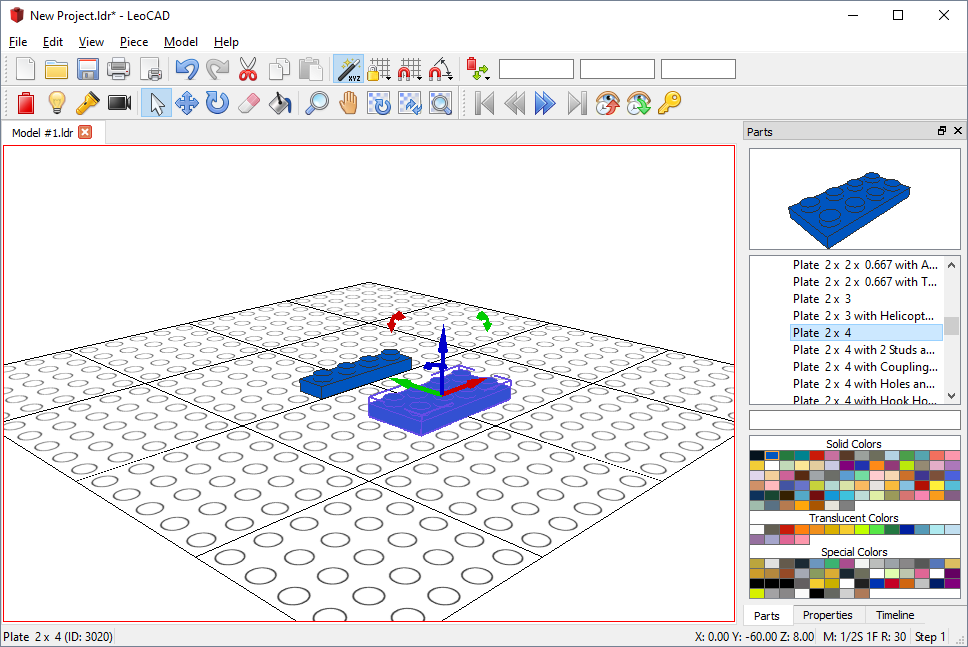 New Project.ldr* - LeoCAD
File Edit View Piece Model Help
XYZ
Model #1.ldr
Parts
Plate 2 x 2 x 0.667 with A...
Plate 2 x 2 x 0.667 with T...
Plate 2 x 3
Plate 2 x 3 with Helicopt...
Plate 2 x 4
Plate 2 x 4 with 2 Studs a...
Plate 2 x 4 with Coupling...
Plate 2 x 4 with Holes an...
Plate 2 x 4 with Hook Ho...
Solid Colors
Translucent Colors
Special Colors
Parts Properties Timeline
Plate 2 x 4 (ID: 3020)
X: 0.00 Y: -60.00 Z: 8.00 M: 1/2S 1F R: 30 Step 1